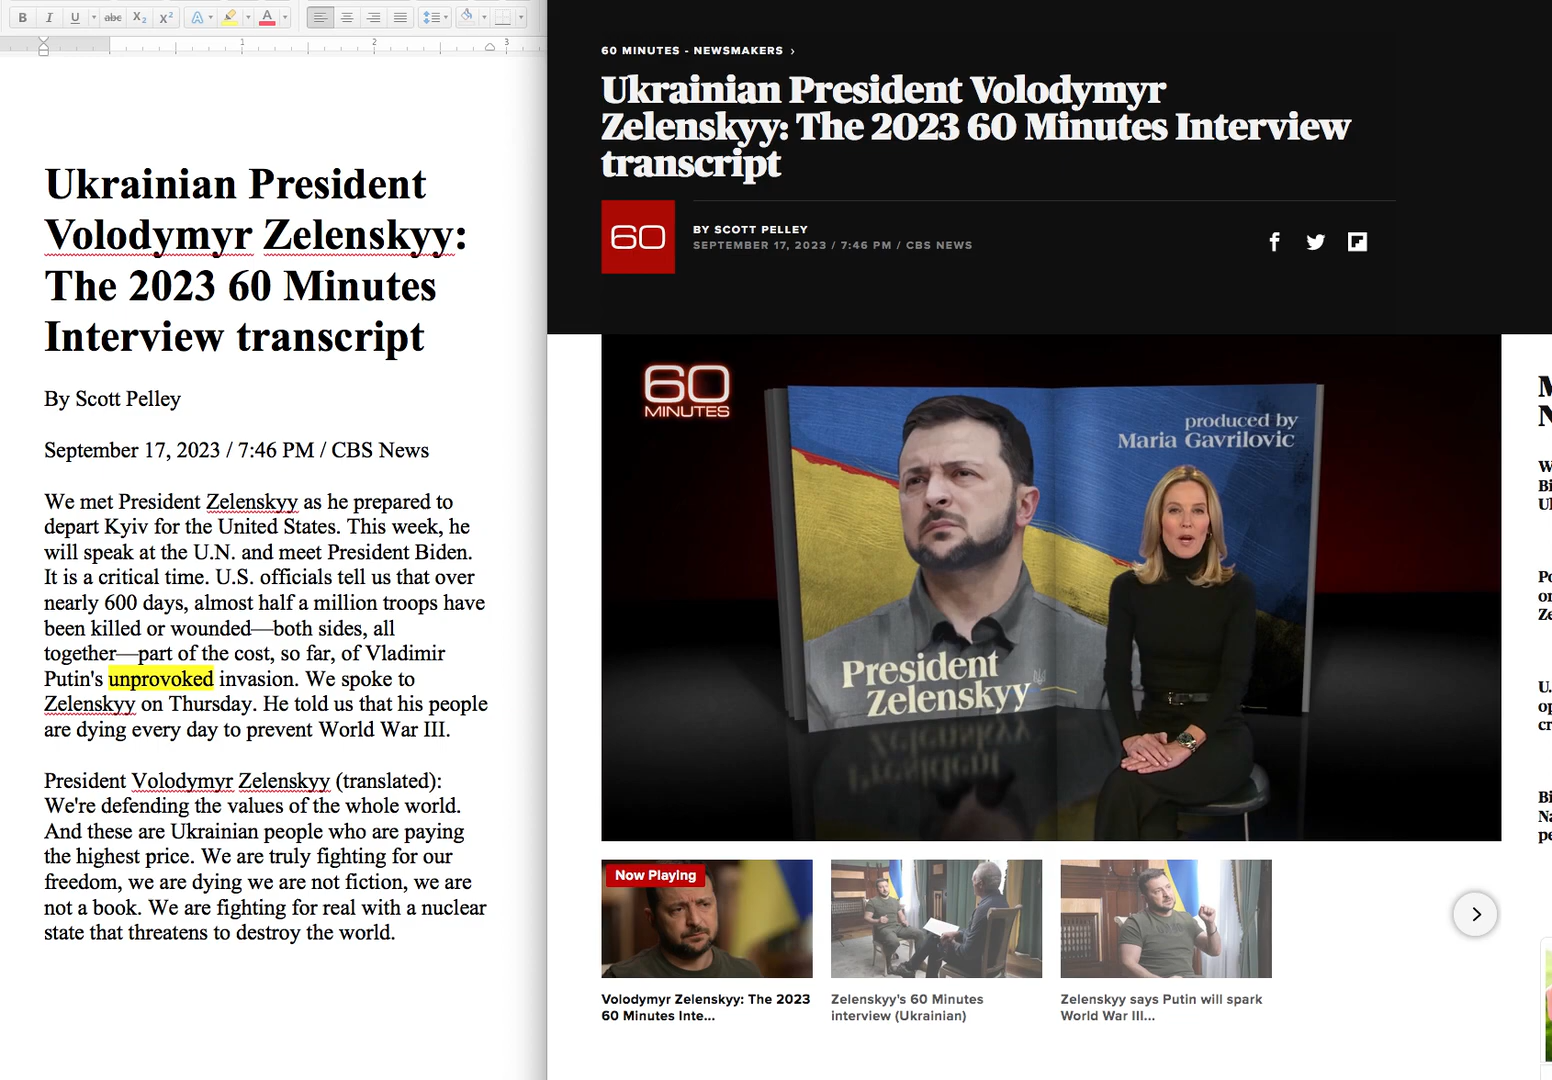 B I U abc X₂ X² A A
1 2 3
Ukrainian President
Volodymyr Zelenskyy:
The 2023 60 Minutes
Interview transcript
By Scott Pelley
September 17, 2023 / 7:46 PM / CBS News
We met President Zelenskyy as he prepared to
depart Kyiv for the United States. This week, he
will speak at the U.N. and meet President Biden.
It is a critical time. U.S. officials tell us that over
nearly 600 days, almost half a million troops have
been killed or wounded—both sides, all
together—part of the cost, so far, of Vladimir
Putin's unprovoked invasion. We spoke to
Zelenskyy on Thursday. He told us that his people
are dying every day to prevent World War III.
President Volodymyr Zelenskyy (translated):
We're defending the values of the whole world.
And these are Ukrainian people who are paying
the highest price. We are truly fighting for our
freedom, we are dying we are not fiction, we are
not a book. We are fighting for real with a nuclear
state that threatens to destroy the world.
60 MINUTES - NEWSMAKERS ›
Ukrainian President Volodymyr
Zelenskyy: The 2023 60 Minutes Interview
transcript
60
BY SCOTT PELLEY
SEPTEMBER 17, 2023 / 7:46 PM / CBS NEWS
60
MINUTES
produced by
Maria Gavrilovic
President
Zelenskyy
Now Playing
Volodymyr Zelenskyy: The 2023
60 Minutes Inte...
Zelenskyy's 60 Minutes
interview (Ukrainian)
Zelenskyy says Putin will spark
World War III...